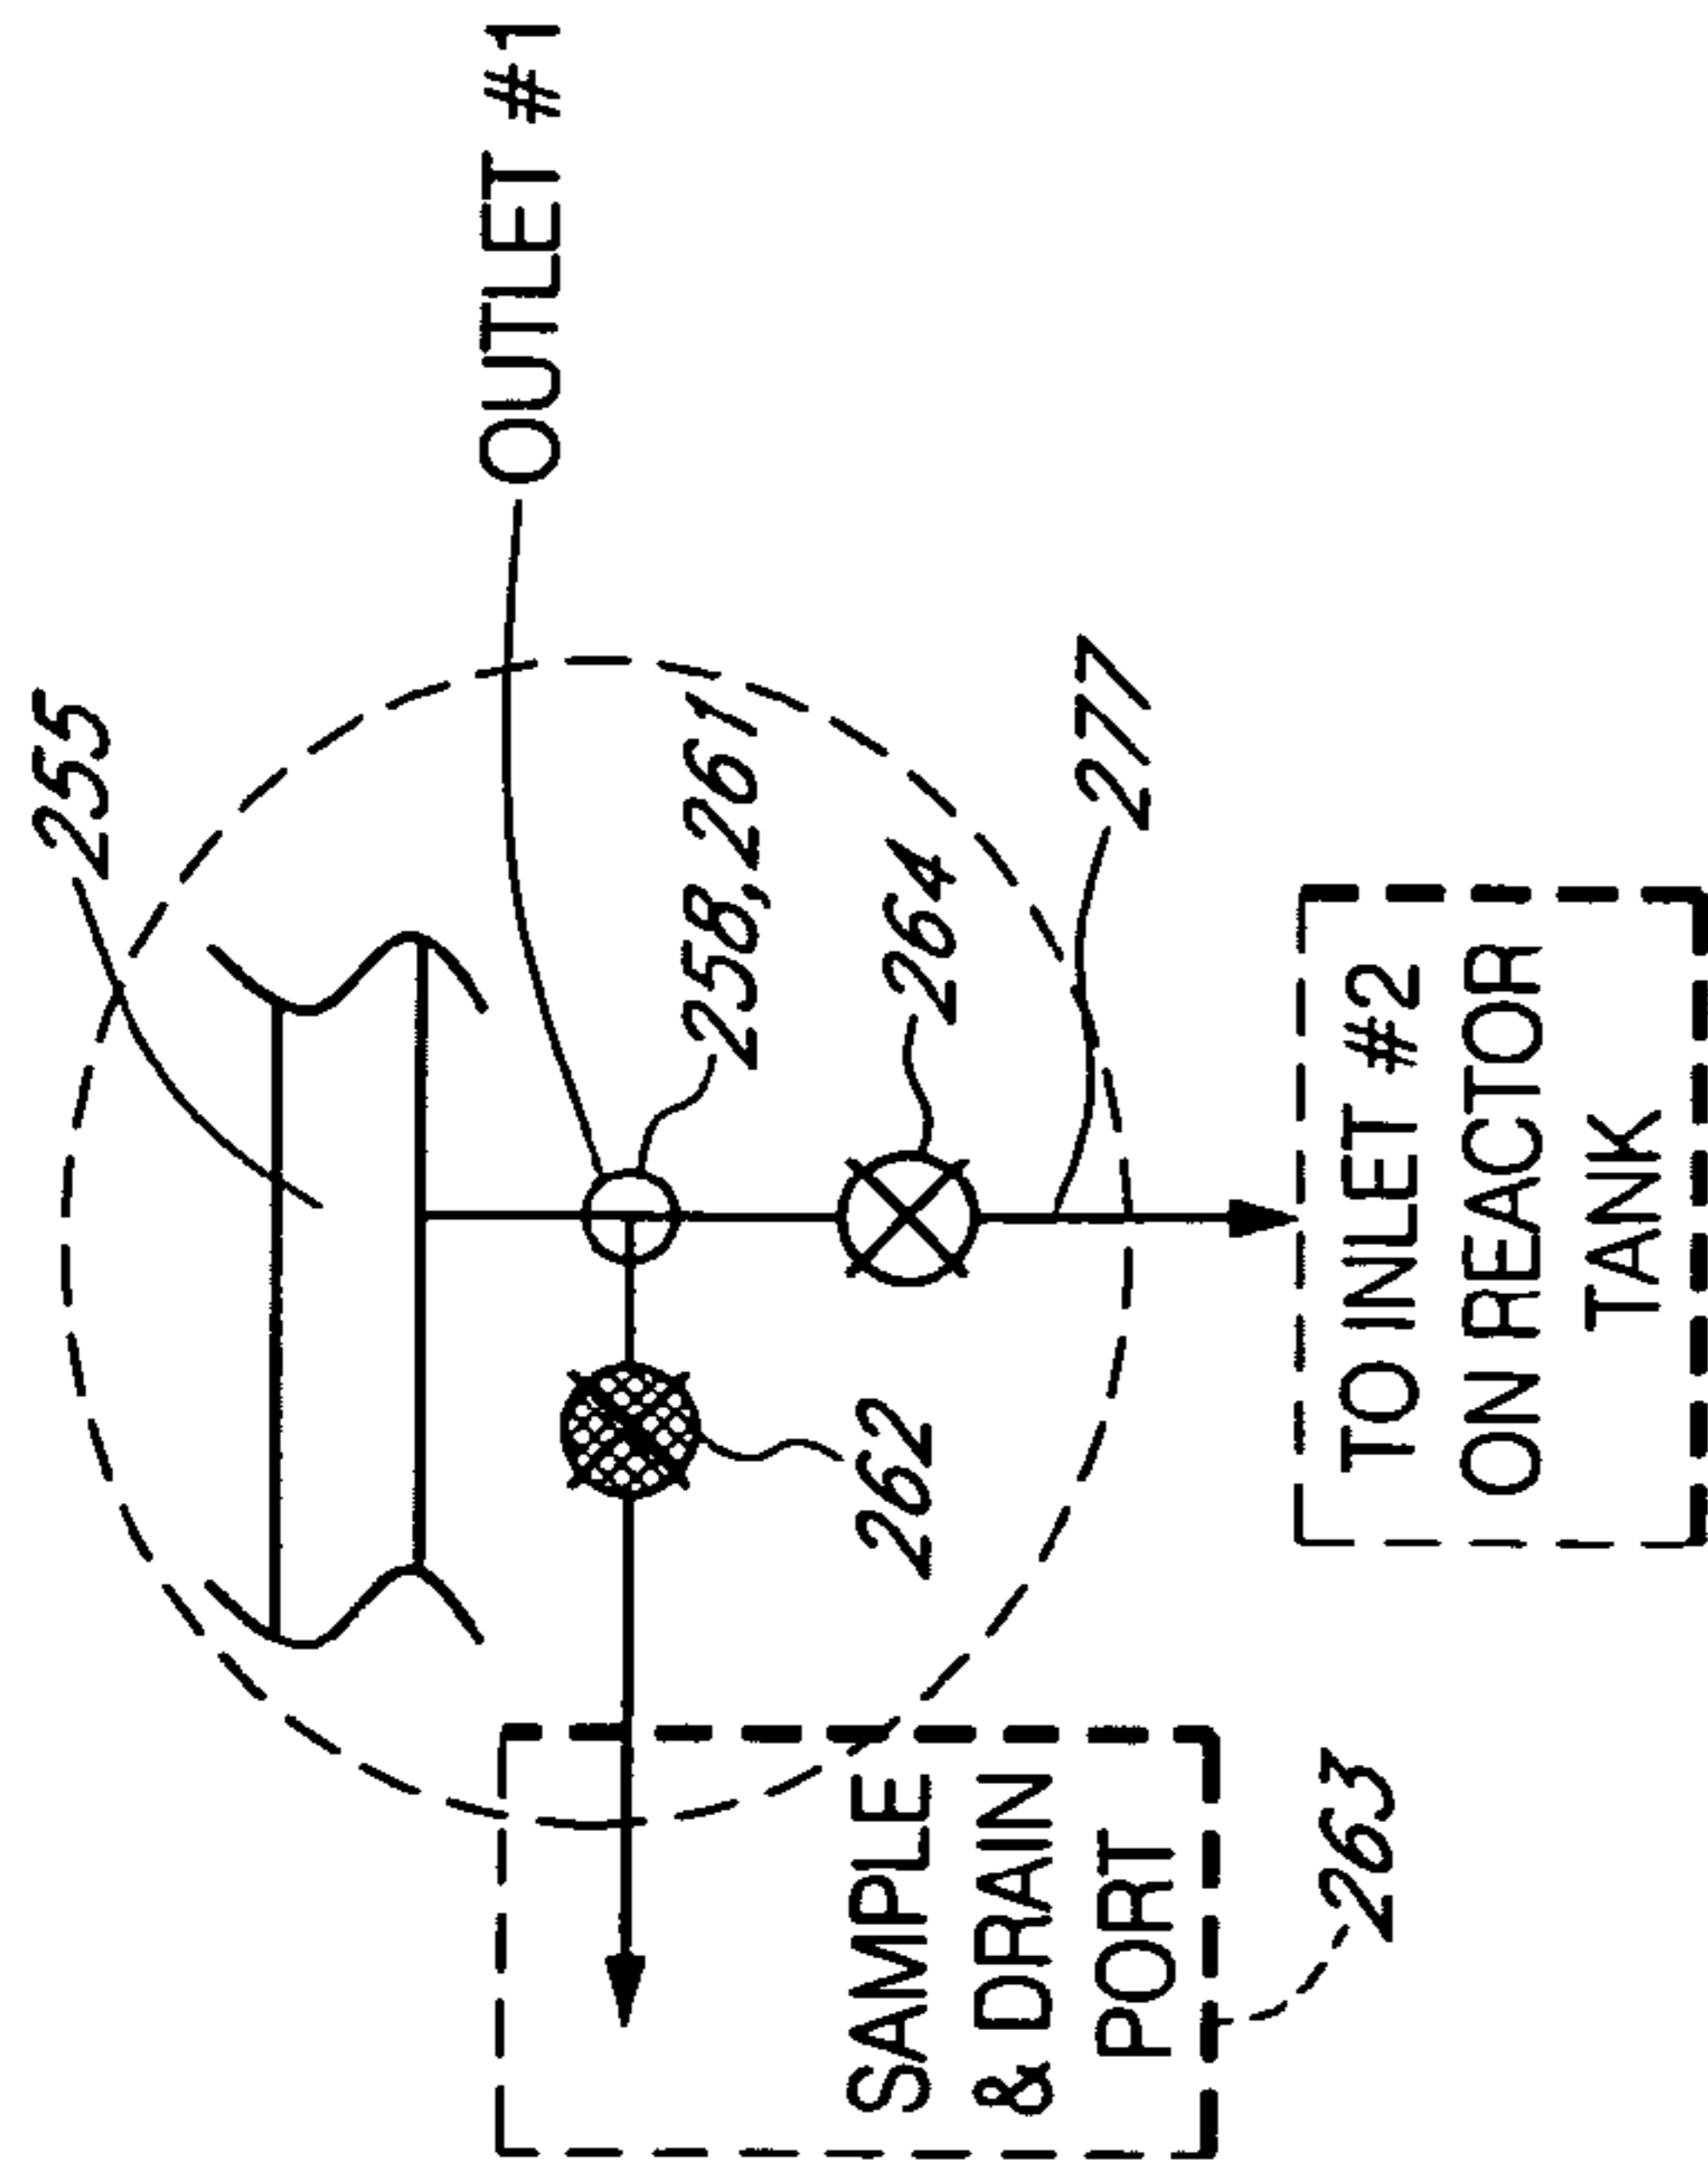 255
OUTLET #1
258,261
264
277
262
TO INLET #2
ON REACTOR
TANK
SAMPLE
& DRAIN
PORT
263